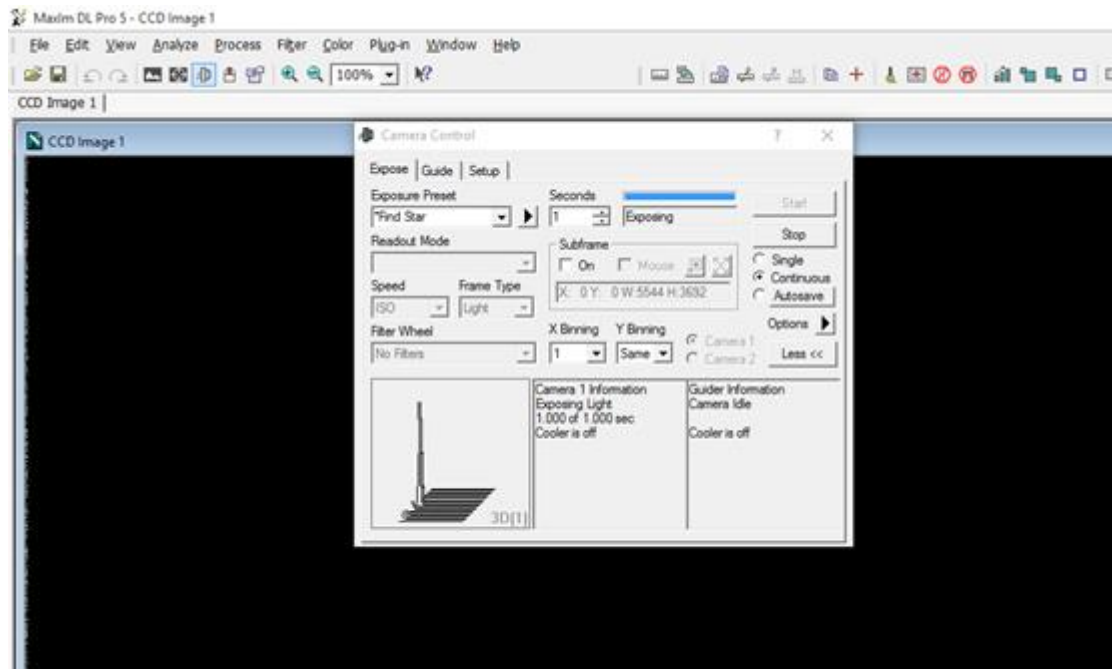 Maxim DL Pro 5 - CCD Image 1
File Edit View Analyze Process Filter Color Plug-in Window Help
100%
CCD Image 1
CCD Image 1
Camera Control
Expose Guide Setup
Exposure Preset Seconds Start
*Find Star 1 Exposing
Stop
Readout Mode Subframe
On Mouse Single
Continuous
Speed Frame Type
ISO Light X: 0 Y: 0 W:5544 H:3692 Autosave
Filter Wheel X Binning Y Binning Options
No Filters 1 Same Camera 1
Camera 2 Less <<
Camera 1 Information Guider Information
Exposing Light Camera Idle
1.000 of 1.000 sec
Cooler is off Cooler is off
3D[1]